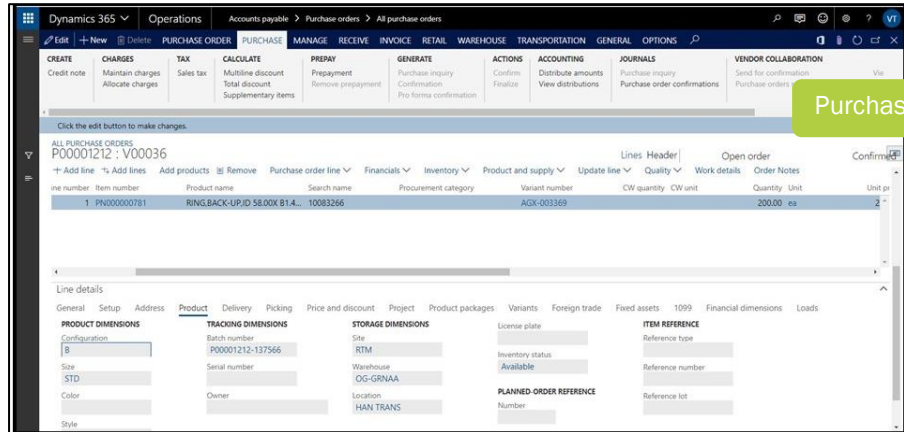 Dynamics 365 Operations Accounts payable > Purchase orders > All purchase orders ? VT
Edit + New Delete PURCHASE ORDER PURCHASE MANAGE RECEIVE INVOICE RETAIL WAREHOUSE TRANSPORTATION GENERAL OPTIONS
CREATE CHARGES TAX CALCULATE PREPAY GENERATE ACTIONS ACCOUNTING JOURNALS VENDOR COLLABORATION
Credit note Maintain charges Sales tax Multiline discount Prepayment Purchase inquiry Confirm Distribute amounts Purchase inquiry Send for confirmation Vie
Allocate charges Total discount Remove prepayment Confirmation Finalize View distributions Purchase order confirmations Purchase orders
Supplementary items Pro forma confirmation
Purchas
Click the edit button to make changes.
ALL PURCHASE ORDERS
P00001212 : V00036 Lines Header Open order Confirmed
+ Add line Add lines Add products Remove Purchase order line Financials Inventory Product and supply Update line Quality Work details Order Notes
ine number Item number Product name Search name Procurement category Variant number CW quantity CW unit Quantity Unit Unit pr
1 PN000000781 RING,BACK-UP,ID 58.00X B1.4... 10083266 AGX-003369 200.00 ea 2
Line details
General Setup Address Product Delivery Picking Price and discount Project Product packages Variants Foreign trade Fixed assets 1099 Financial dimensions Loads
PRODUCT DIMENSIONS TRACKING DIMENSIONS STORAGE DIMENSIONS License plate ITEM REFERENCE
Configuration Batch number Site Reference type
B P00001212-137566 RTM Inventory status
Size Serial number Warehouse Available Reference number
STD OG-GRNAA
Color Owner Location PLANNED-ORDER REFERENCE Reference lot
HAN TRANS Number
Style